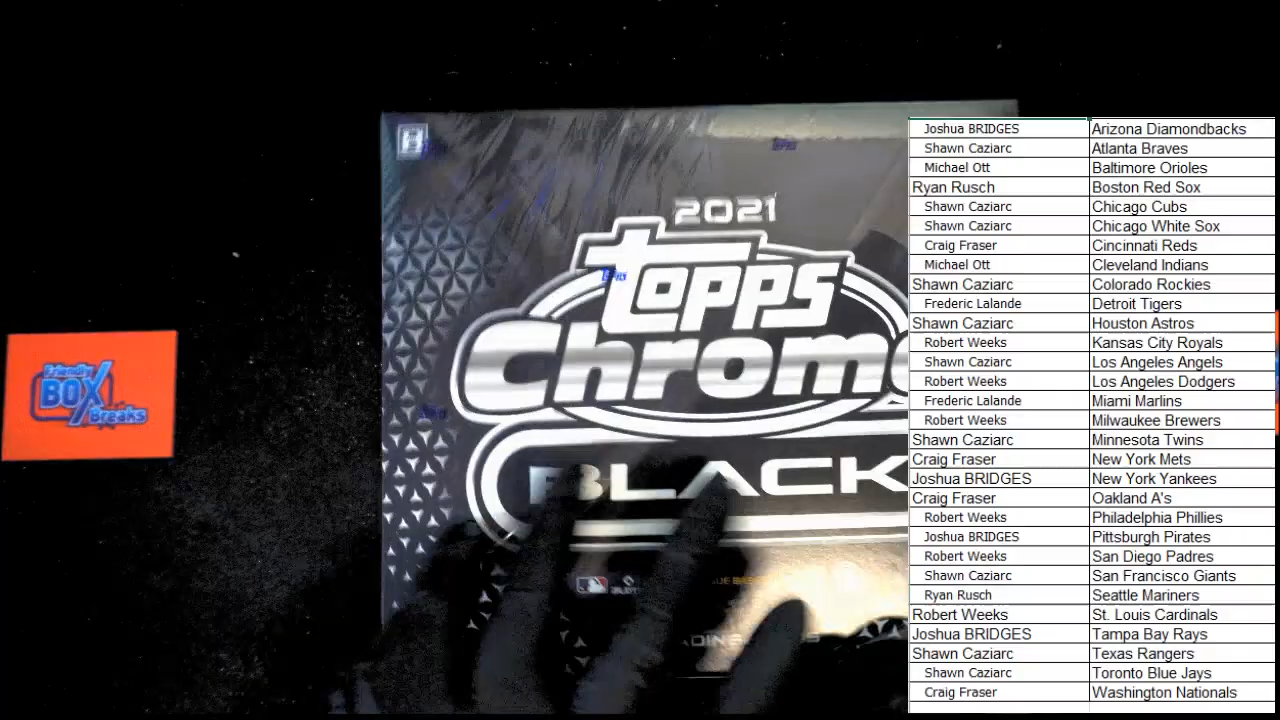 2021
topps
Chrome
BLACK
Friendly
BOX
Breaks
Joshua BRIDGES Arizona Diamondbacks
Shawn Caziarc Atlanta Braves
Michael Ott Baltimore Orioles
Ryan Rusch Boston Red Sox
Shawn Caziarc Chicago Cubs
Shawn Caziarc Chicago White Sox
Craig Fraser Cincinnati Reds
Michael Ott Cleveland Indians
Shawn Caziarc Colorado Rockies
Frederic Lalande Detroit Tigers
Shawn Caziarc Houston Astros
Robert Weeks Kansas City Royals
Shawn Caziarc Los Angeles Angels
Robert Weeks Los Angeles Dodgers
Frederic Lalande Miami Marlins
Robert Weeks Milwaukee Brewers
Shawn Caziarc Minnesota Twins
Craig Fraser New York Mets
Joshua BRIDGES New York Yankees
Craig Fraser Oakland A's
Robert Weeks Philadelphia Phillies
Joshua BRIDGES Pittsburgh Pirates
Robert Weeks San Diego Padres
Shawn Caziarc San Francisco Giants
Ryan Rusch Seattle Mariners
Robert Weeks St. Louis Cardinals
Joshua BRIDGES Tampa Bay Rays
Shawn Caziarc Texas Rangers
Shawn Caziarc Toronto Blue Jays
Craig Fraser Washington Nationals